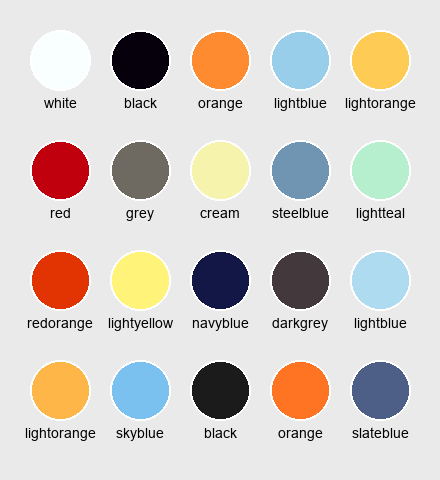 white black orange lightblue lightorange
red grey cream steelblue lightteal
redorange lightyellow navyblue darkgrey lightblue
lightorange skyblue black orange slateblue